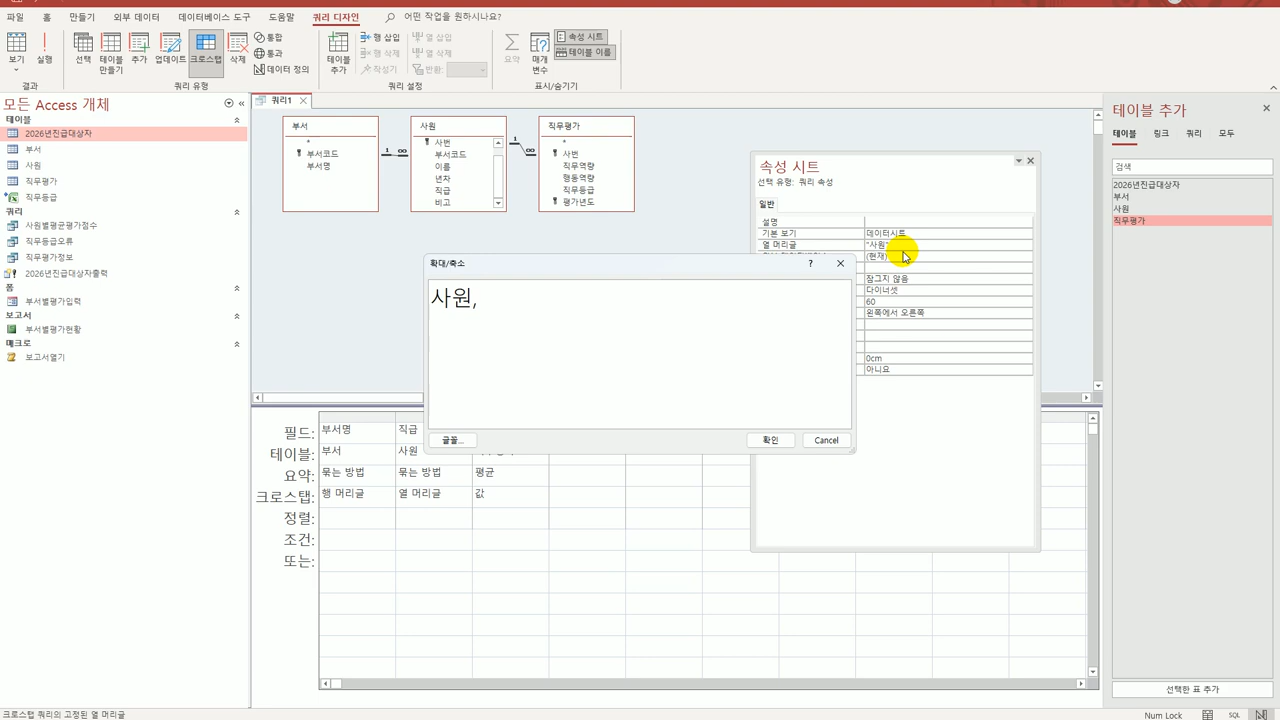 파일 홈 만들기 외부 데이터 데이터베이스 도구 도움말 쿼리 디자인 어떤 작업을 원하시나요?
보기 실행 선택 테이블 만들기 추가 업데이트 크로스탭 삭제
통합
통과
데이터 정의
테이블 추가
행 삽입
행 삭제
작성기
열 삽입
열 삭제
반환:
요약
매개 변수
속성 시트
테이블 이름
결과 쿼리 유형 쿼리 설정 표시/숨기기
모든 Access 개체
테이블
2026년진급대상자
부서
사원
직무평가
직무등급
쿼리
사원별평균평가점수
직무등급오류
직무평가정보
2026년진급대상자출력
폼
부서별평가입력
보고서
부서별평가현황
매크로
보고서열기
쿼리1
부서
*
부서코드
부서명
1 ∞
사원
사번
부서코드
이름
년차
직급
비고
1 ∞
직무평가
*
사번
직무역량
행동역량
직무등급
평가년도
속성 시트
선택 유형: 쿼리 속성
일반
설명
기본 보기 데이터시트
열 머리글 "사원"
(현재)
잠그지 않음
다이너셋
60
왼쪽에서 오른쪽
0cm
아니요
확대/축소 ?
사원,
글꼴... 확인 Cancel
필드: 부서명 직급
테이블: 부서 사원
요약: 묶는 방법 묶는 방법 평균
크로스탭: 행 머리글 열 머리글 값
정렬:
조건:
또는:
테이블 추가
테이블 링크 쿼리 모두
검색
2026년진급대상자
부서
사원
직무평가
선택한 표 추가
크로스탭 쿼리의 고정된 열 머리글
Num Lock SQL